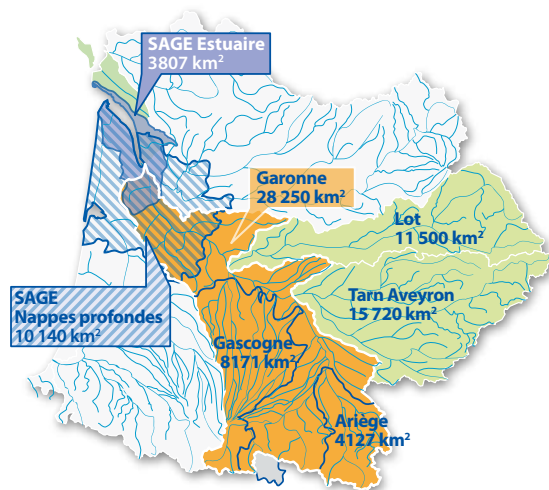 SAGE Estuaire
3807 km²
Garonne
28 250 km²
Lot
11 500 km²
Tarn Aveyron
15 720 km²
SAGE
Nappes profondes
10 140 km²
Gascogne
8171 km²
Ariège
4127 km²